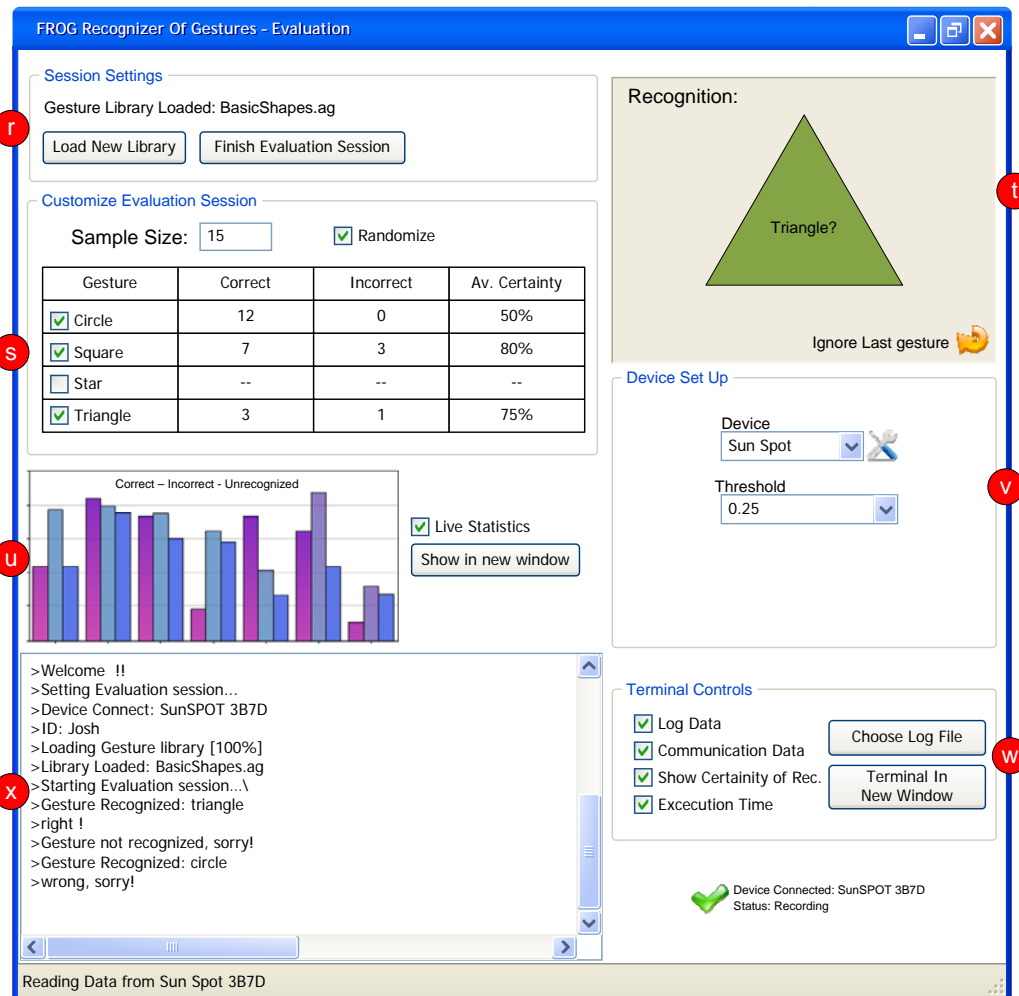 FROG Recognizer Of Gestures - Evaluation
Session Settings
Gesture Library Loaded: BasicShapes.ag
r
Load New Library
Finish Evaluation Session
Customize Evaluation Session
Sample Size: 15
Randomize
Gesture Correct Incorrect Av. Certainty
Circle 12 0 50%
s
Square 7 3 80%
Star -- -- --
Triangle 3 1 75%
Recognition:
t
Triangle?
Ignore Last gesture
Device Set Up
Device
Sun Spot
Threshold
0.25
v
Correct – Incorrect - Unrecognized
u
Live Statistics
Show in new window
>Welcome !!
>Setting Evaluation session...
>Device Connect: SunSPOT 3B7D
>ID: Josh
>Loading Gesture library [100%]
>Library Loaded: BasicShapes.ag
x
>Starting Evaluation session...\
>Gesture Recognized: triangle
>right !
>Gesture not recognized, sorry!
>Gesture Recognized: circle
>wrong, sorry!
Terminal Controls
Log Data
Communication Data
Show Certainity of Rec.
Excecution Time
Choose Log File
w
Terminal In
New Window
Device Connected: SunSPOT 3B7D
Status: Recording
Reading Data from Sun Spot 3B7D